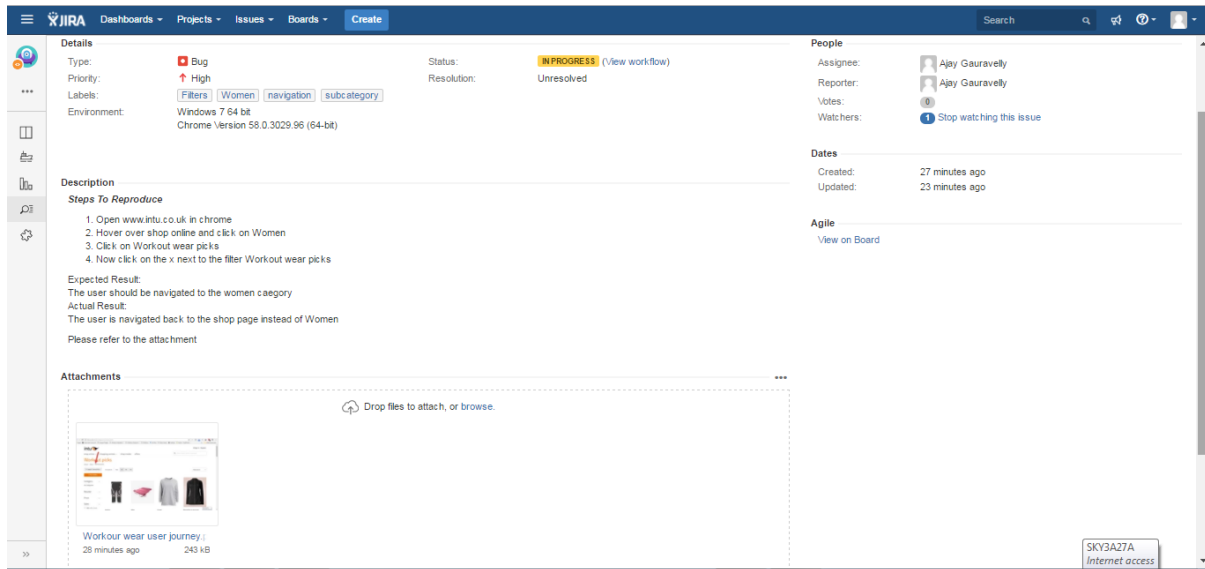 JIRA Dashboards Projects Issues Boards Create Search
Details
Type: Bug Status: IN PROGRESS (View workflow)
Priority: High Resolution: Unresolved
Labels: Filters Women navigation subcategory
Environment: Windows 7 64 bit
Chrome Version 58.0.3029.96 (64-bit)
People
Assignee: Ajay Gauravelly
Reporter: Ajay Gauravelly
Votes: 0
Watchers: 1 Stop watching this issue
Dates
Created: 27 minutes ago
Updated: 23 minutes ago
Agile
View on Board
Description
Steps To Reproduce
1. Open www.intu.co.uk in chrome
2. Hover over shop online and click on Women
3. Click on Workout wear picks
4. Now click on the x next to the filter Workout wear picks
Expected Result:
The user should be navigated to the women caegory
Actual Result:
The user is navigated back to the shop page instead of Women
Please refer to the attachment
Attachments
Drop files to attach, or browse.
Workour wear user journey.j
28 minutes ago 243 kB
SKY3A27A
Internet access